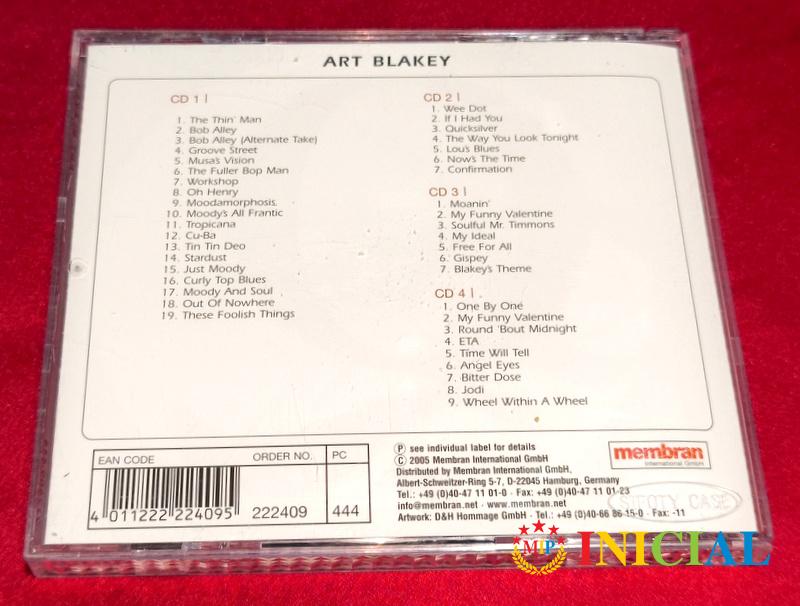 ART BLAKEY
CD 1 |
1. The Thin' Man
2. Bob Alley
3. Bob Alley (Alternate Take)
4. Groove Street
5. Musa's Vision
6. The Fuller Bop Man
7. Workshop
8. Oh Henry
9. Moodamorphosis
10. Moody's All Frantic
11. Tropicana
12. Cu-Ba
13. Tin Tin Deo
14. Stardust
15. Just Moody
16. Curly Top Blues
17. Moody And Soul
18. Out Of Nowhere
19. These Foolish Things
CD 2 |
1. Wee Dot
2. If I Had You
3. Quicksilver
4. The Way You Look Tonight
5. Lou's Blues
6. Now's The Time
7. Confirmation
CD 3 |
1. Moanin'
2. My Funny Valentine
3. Soulful Mr. Timmons
4. My Ideal
5. Free For All
6. Gispey
7. Blakey's Theme
CD 4 |
1. One By One
2. My Funny Valentine
3. Round 'Bout Midnight
4. ETA
5. Time Will Tell
6. Angel Eyes
7. Bitter Dose
8. Jodi
9. Wheel Within A Wheel
EAN CODE
4 011222 224095
ORDER NO.
222409
PC
444
Ⓟ see individual label for details
© 2005 Membran International GmbH
Distributed by Membran International GmbH,
Albert-Schweitzer-Ring 5-7, D-22045 Hamburg, Germany
Tel.: +49 (0)40-47 11 01-0 - Fax: +49 (0)40-47 11 01-23
info@membran.net - www.membran.net
Artwork: D&H Hommage GmbH - Tel.: +49 (0)40-66 86 15-0 - Fax: -11
membran
International GmbH
CASE
MP INICIAL